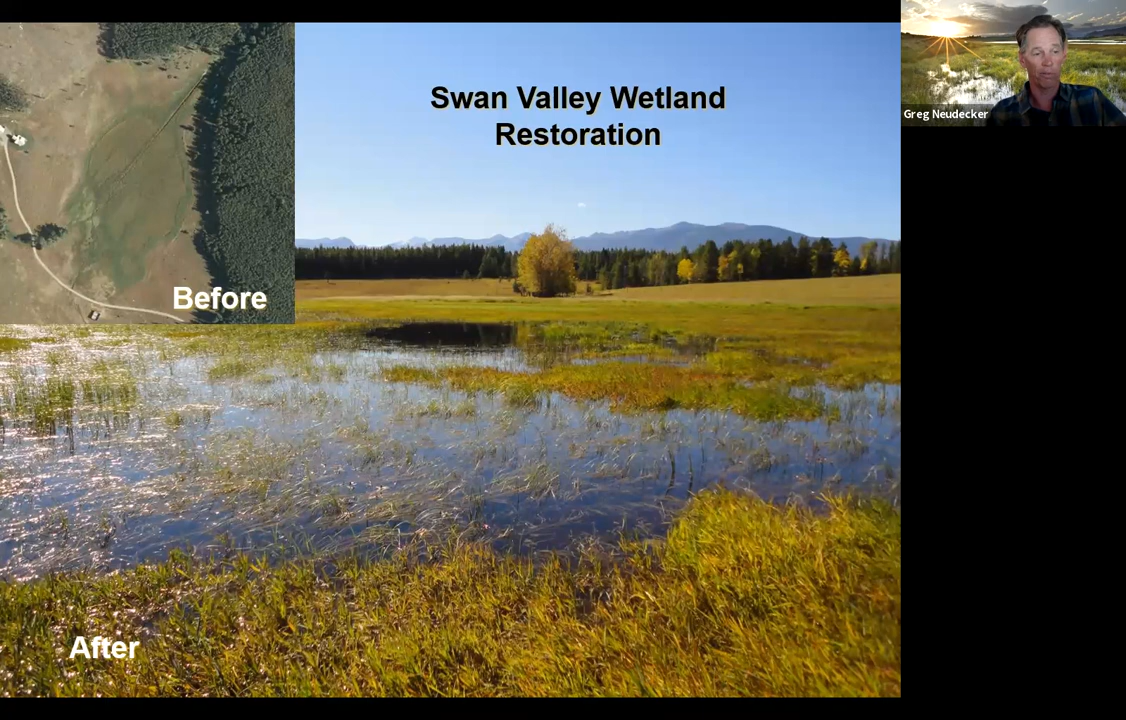 Swan Valley Wetland
Restoration
Greg Neudecker
Before
After